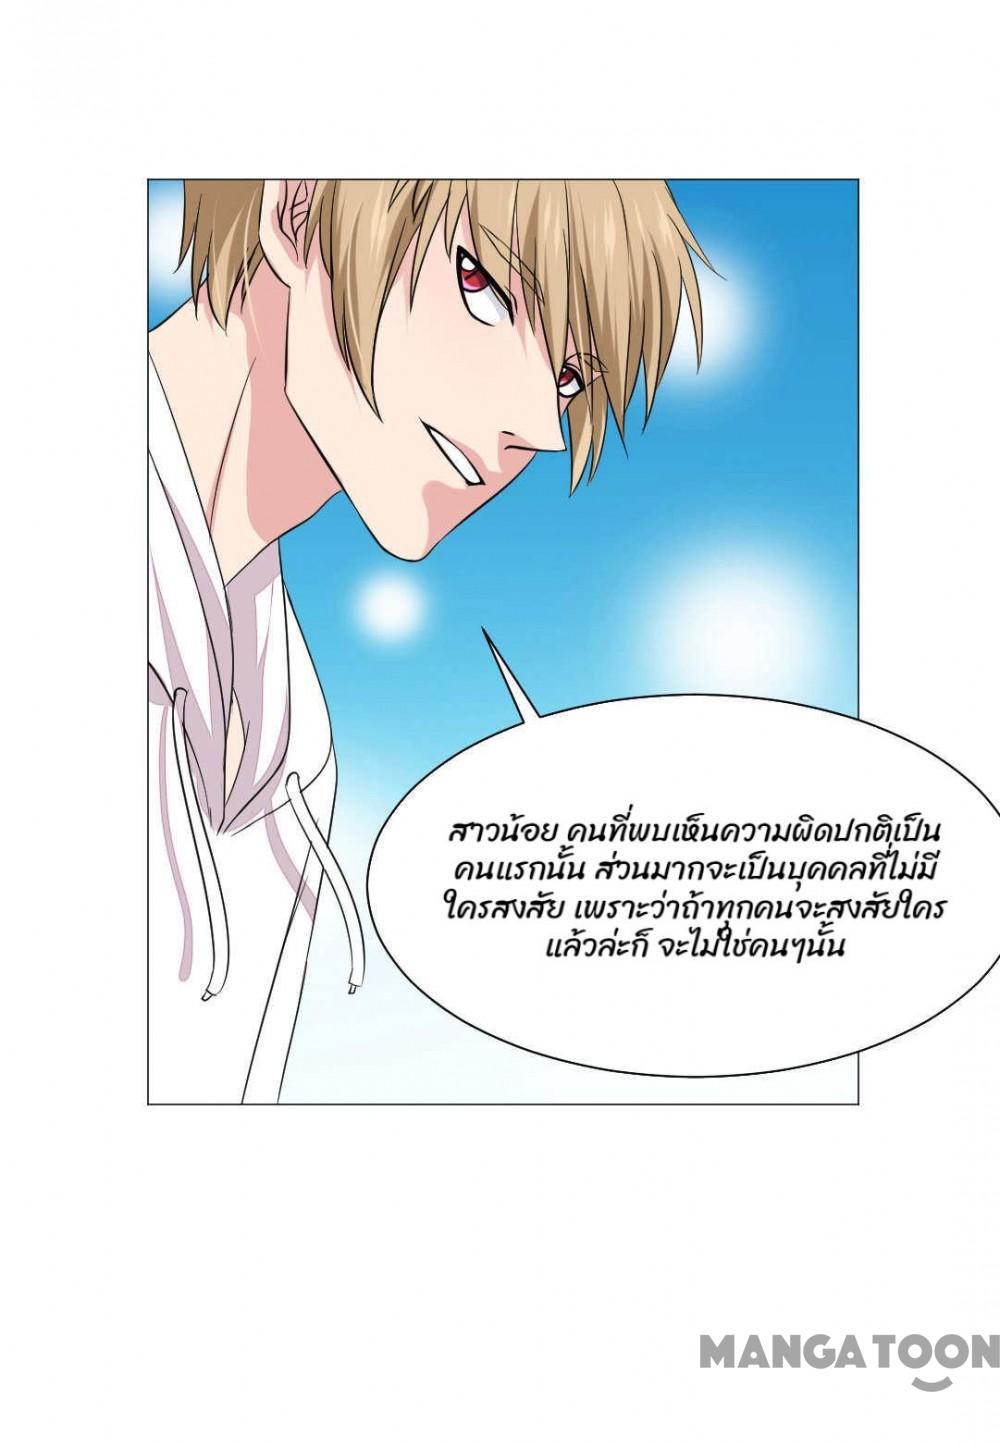 สาวน้อย คนที่พบเห็นความผิดปกติเป็น
คนแรกนั้น ส่วนมากจะเป็นบุคคลที่ไม่มี
ใครสงสัย เพราะว่าถ้าทุกคนจะสงสัยใคร
แล้วล่ะก็ จะไม่ใช่คนๆนั้น
MANGATOON